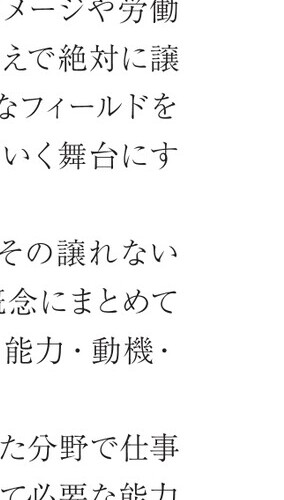 メージや労働
えで絶対に譲
なフィールドを
いく舞台にす
その譲れない
概念にまとめて
能力・動機・
た分野で仕事
て必要な能力